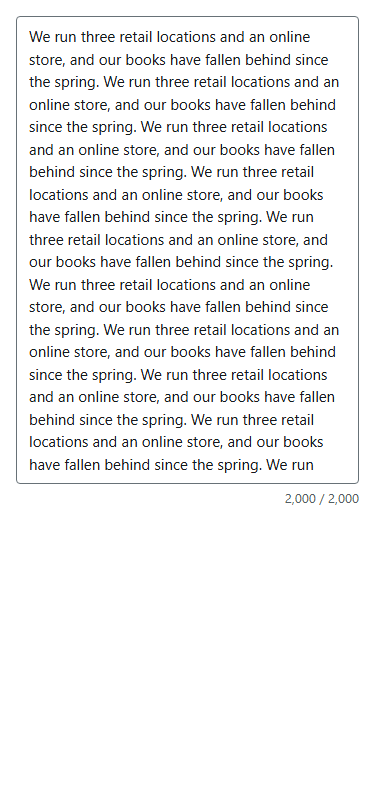 We run three retail locations and an online
store, and our books have fallen behind since
the spring. We run three retail locations and an
online store, and our books have fallen behind
since the spring. We run three retail locations
and an online store, and our books have fallen
behind since the spring. We run three retail
locations and an online store, and our books
have fallen behind since the spring. We run
three retail locations and an online store, and
our books have fallen behind since the spring.
We run three retail locations and an online
store, and our books have fallen behind since
the spring. We run three retail locations and an
online store, and our books have fallen behind
since the spring. We run three retail locations
and an online store, and our books have fallen
behind since the spring. We run three retail
locations and an online store, and our books
have fallen behind since the spring. We run
2,000 / 2,000